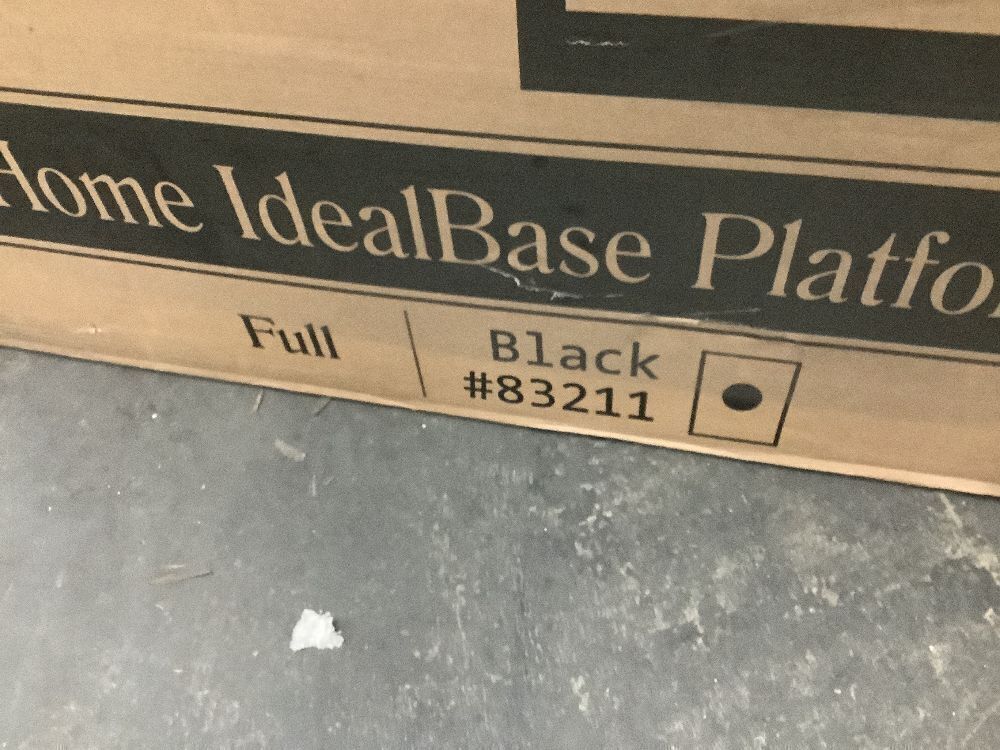 Home IdealBase Platfo
Full
Black
#83211